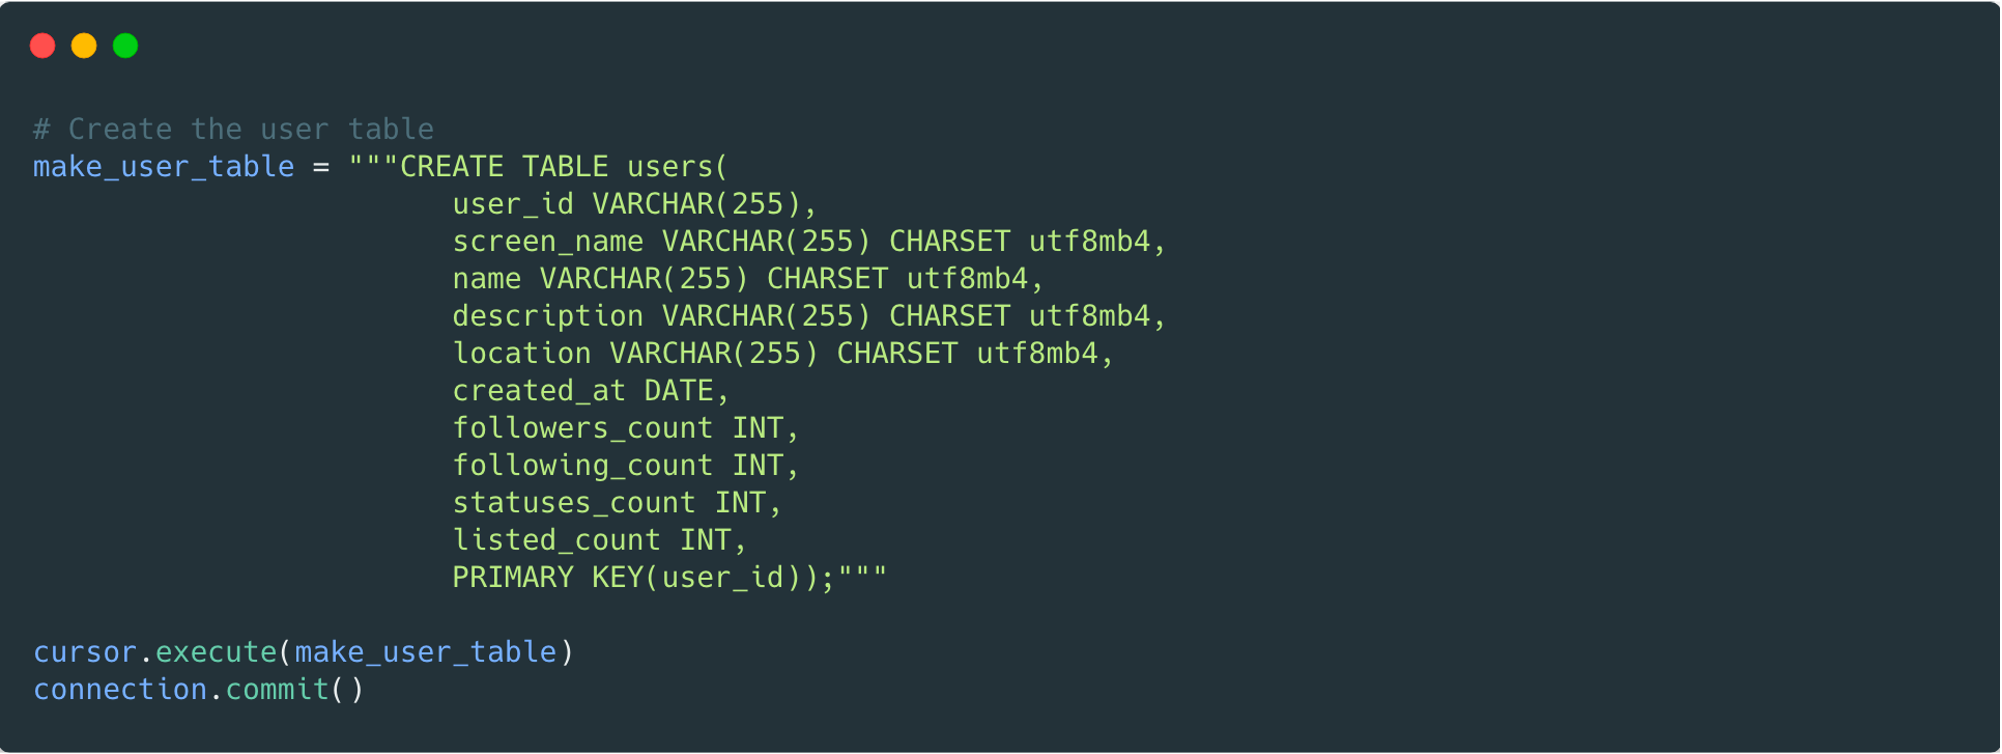 # Create the user table
make_user_table = """CREATE TABLE users(
                        user_id VARCHAR(255),
                        screen_name VARCHAR(255) CHARSET utf8mb4,
                        name VARCHAR(255) CHARSET utf8mb4,
                        description VARCHAR(255) CHARSET utf8mb4,
                        location VARCHAR(255) CHARSET utf8mb4,
                        created_at DATE,
                        followers_count INT,
                        following_count INT,
                        statuses_count INT,
                        listed_count INT,
                        PRIMARY KEY(user_id));"""

cursor.execute(make_user_table)
connection.commit()